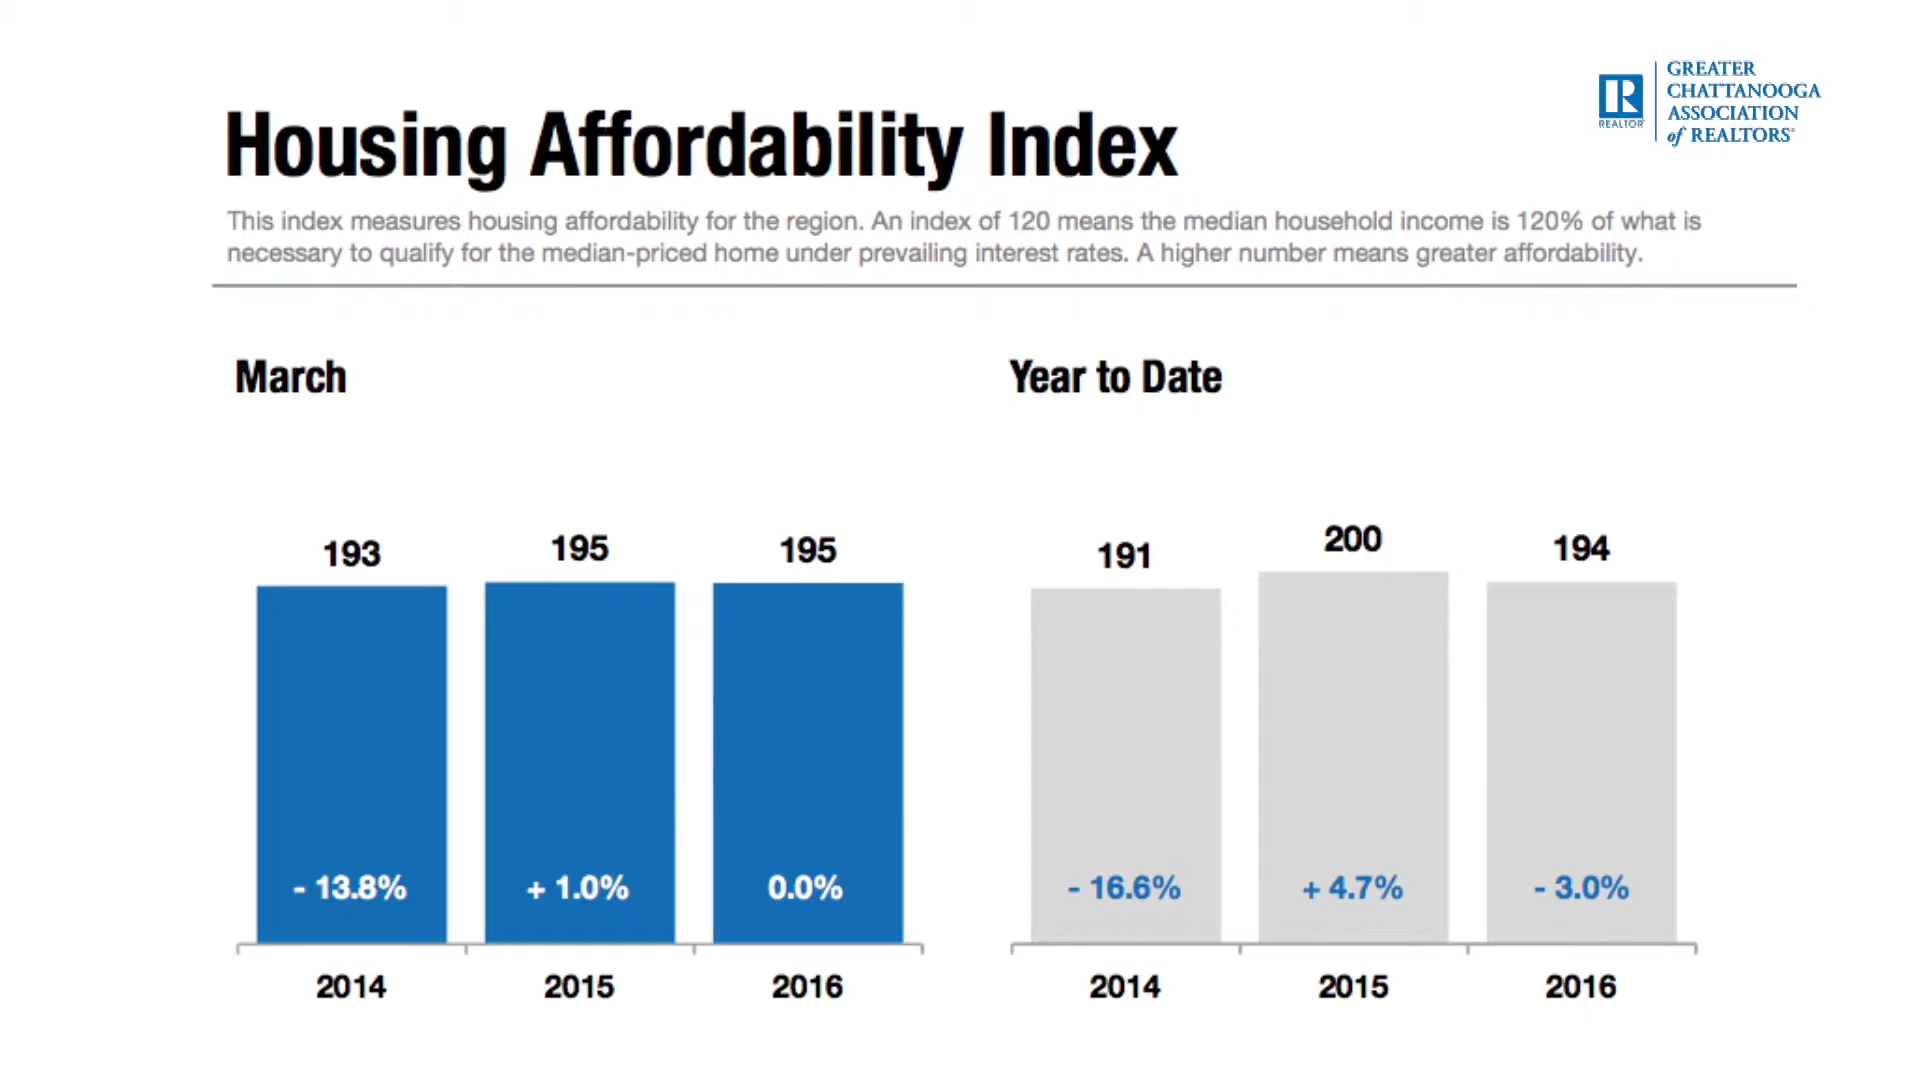 GREATER
CHATTANOOGA
ASSOCIATION
of REALTORS®
REALTOR®
Housing Affordability Index
This index measures housing affordability for the region. An index of 120 means the median household income is 120% of what is
necessary to qualify for the median-priced home under prevailing interest rates. A higher number means greater affordability.
March
193 195 195
- 13.8% + 1.0% 0.0%
2014 2015 2016
Year to Date
191 200 194
- 16.6% + 4.7% - 3.0%
2014 2015 2016